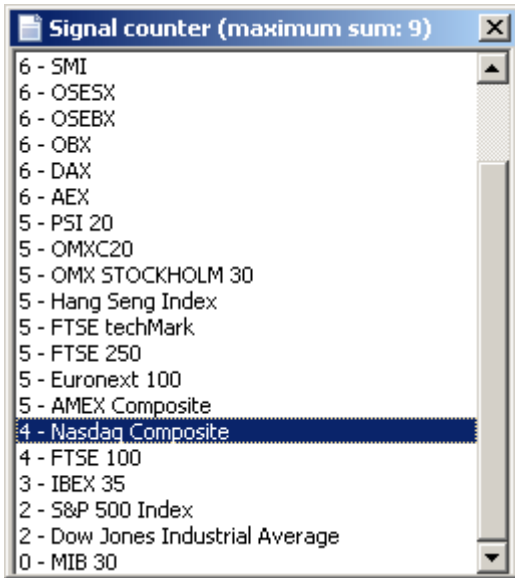 Signal counter (maximum sum: 9)
6 - SMI
6 - OSESX
6 - OSEBX
6 - OBX
6 - DAX
6 - AEX
5 - PSI 20
5 - OMXC20
5 - OMX STOCKHOLM 30
5 - Hang Seng Index
5 - FTSE techMark
5 - FTSE 250
5 - Euronext 100
5 - AMEX Composite
4 - Nasdaq Composite
4 - FTSE 100
3 - IBEX 35
2 - S&P 500 Index
2 - Dow Jones Industrial Average
0 - MIB 30